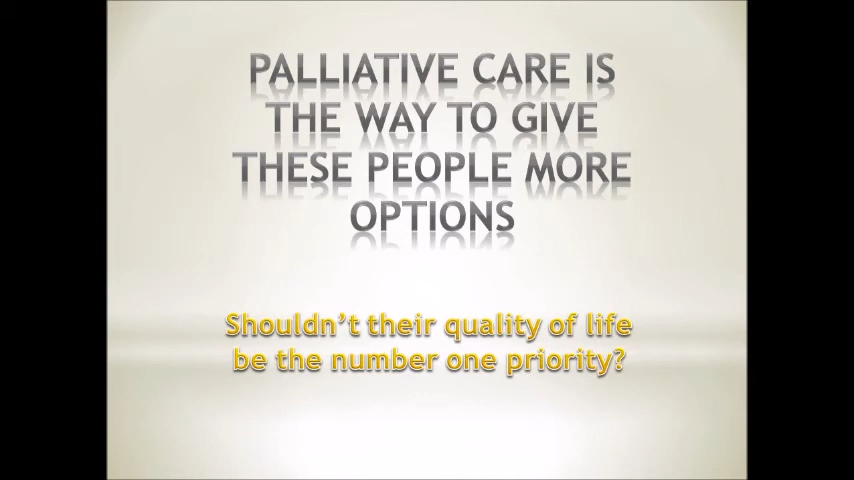 PALLIATIVE CARE IS
THE WAY TO GIVE
THESE PEOPLE MORE
OPTIONS
Shouldn't their quality of life
be the number one priority?